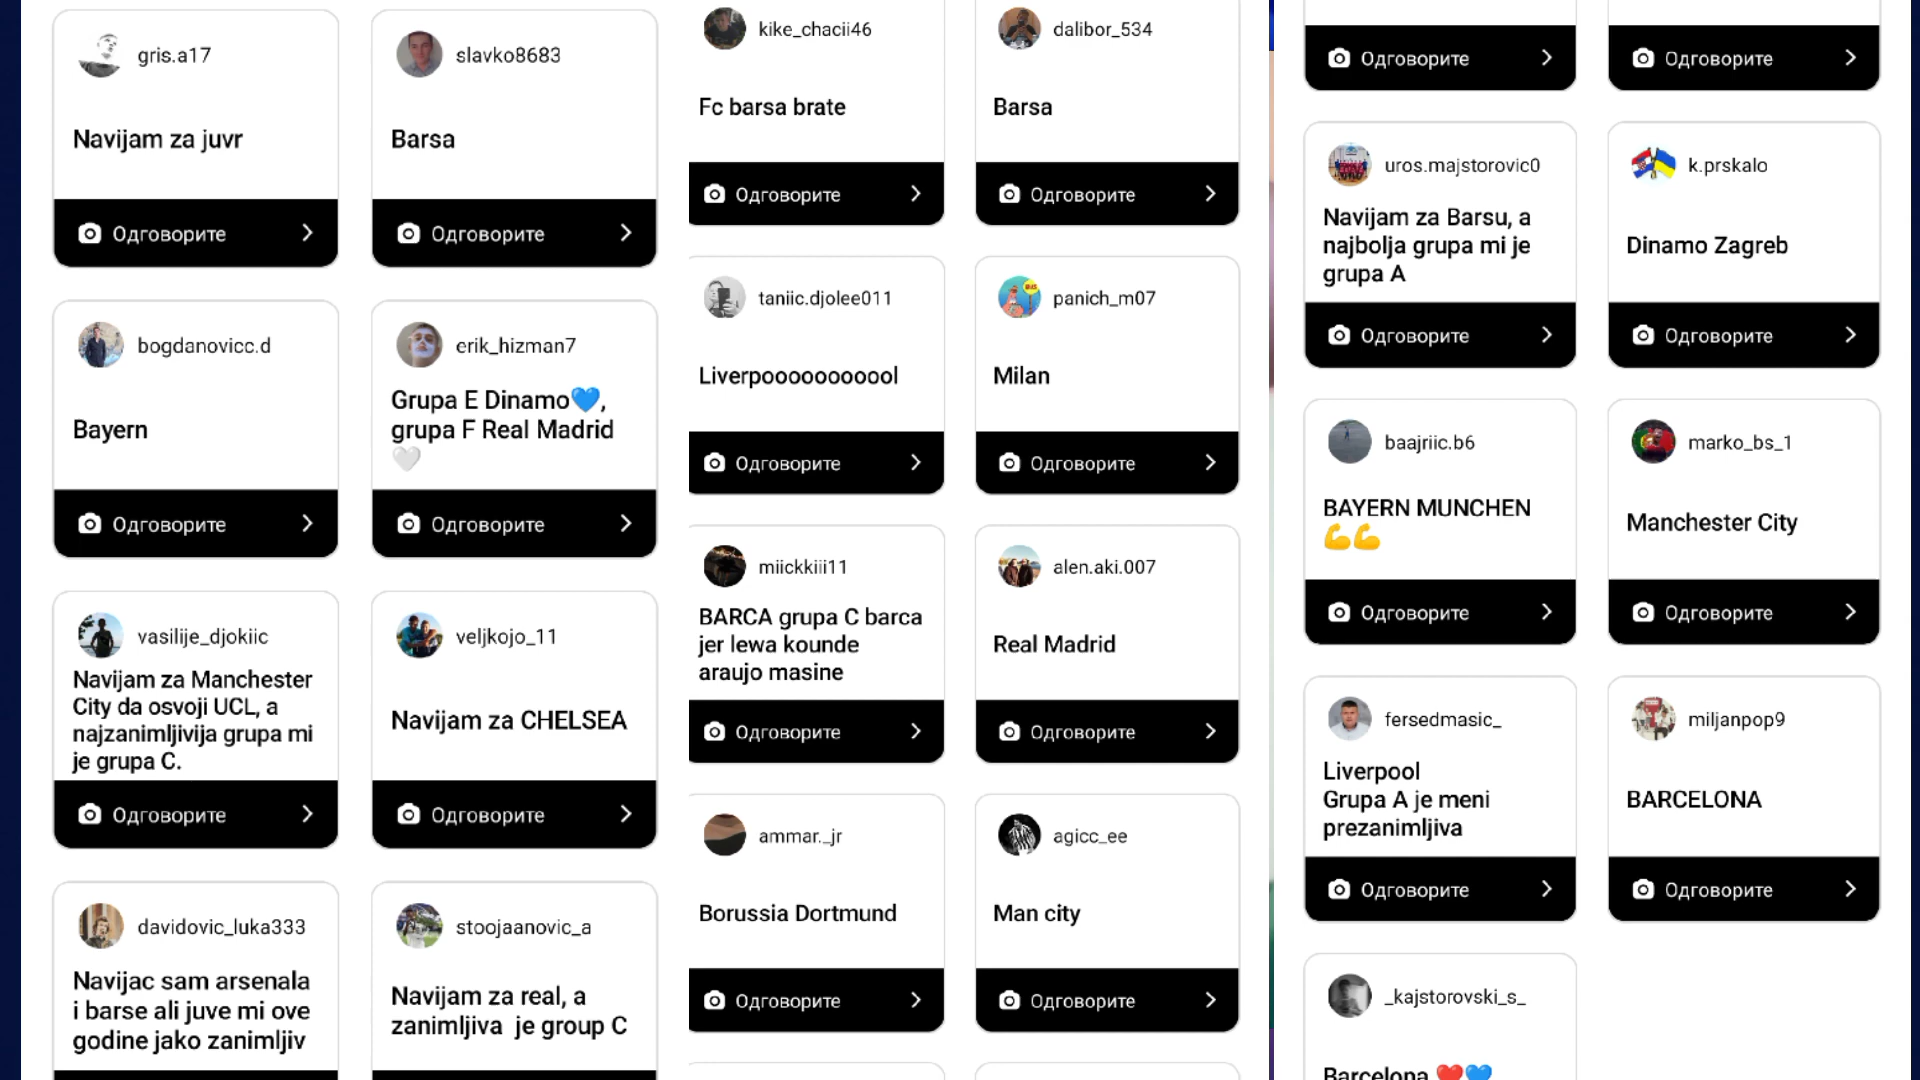 gris.a17
Navijam za juvr
Одговорите
slavko8683
Barsa
Одговорите
bogdanovicc.d
Bayern
Одговорите
erik_hizman7
Grupa E Dinamo💙,
grupa F Real Madrid
🤍
Одговорите
vasilije_djokiic
Navijam za Manchester
City da osvoji UCL, a
najzanimljivija grupa mi
je grupa C.
Одговорите
veljkojo_11
Navijam za CHELSEA
Одговорите
davidovic_luka333
Navijac sam arsenala
i barse ali juve mi ove
godine jako zanimljiv
stoojaanovic_a
Navijam za real, a
zanimljiva  je group C
kike_chacii46
Fc barsa brate
Одговорите
dalibor_534
Barsa
Одговорите
taniic.djolee011
Liverpooooooooool
Одговорите
panich_m07
Milan
Одговорите
miickkiii11
BARCA grupa C barca
jer lewa kounde
araujo masine
Одговорите
alen.aki.007
Real Madrid
Одговорите
ammar._jr
Borussia Dortmund
Одговорите
agicc_ee
Man city
Одговорите
Одговорите
Одговорите
uros.majstorovic0
Navijam za Barsu, a
najbolja grupa mi je
grupa A
Одговорите
k.prskalo
Dinamo Zagreb
Одговорите
baajriic.b6
BAYERN MUNCHEN
💪💪
Одговорите
marko_bs_1
Manchester City
Одговорите
fersedmasic_
Liverpool
Grupa A je meni
prezanimljiva
Одговорите
miljanpop9
BARCELONA
Одговорите
_kajstorovski_s_
Barcelona ❤️💙